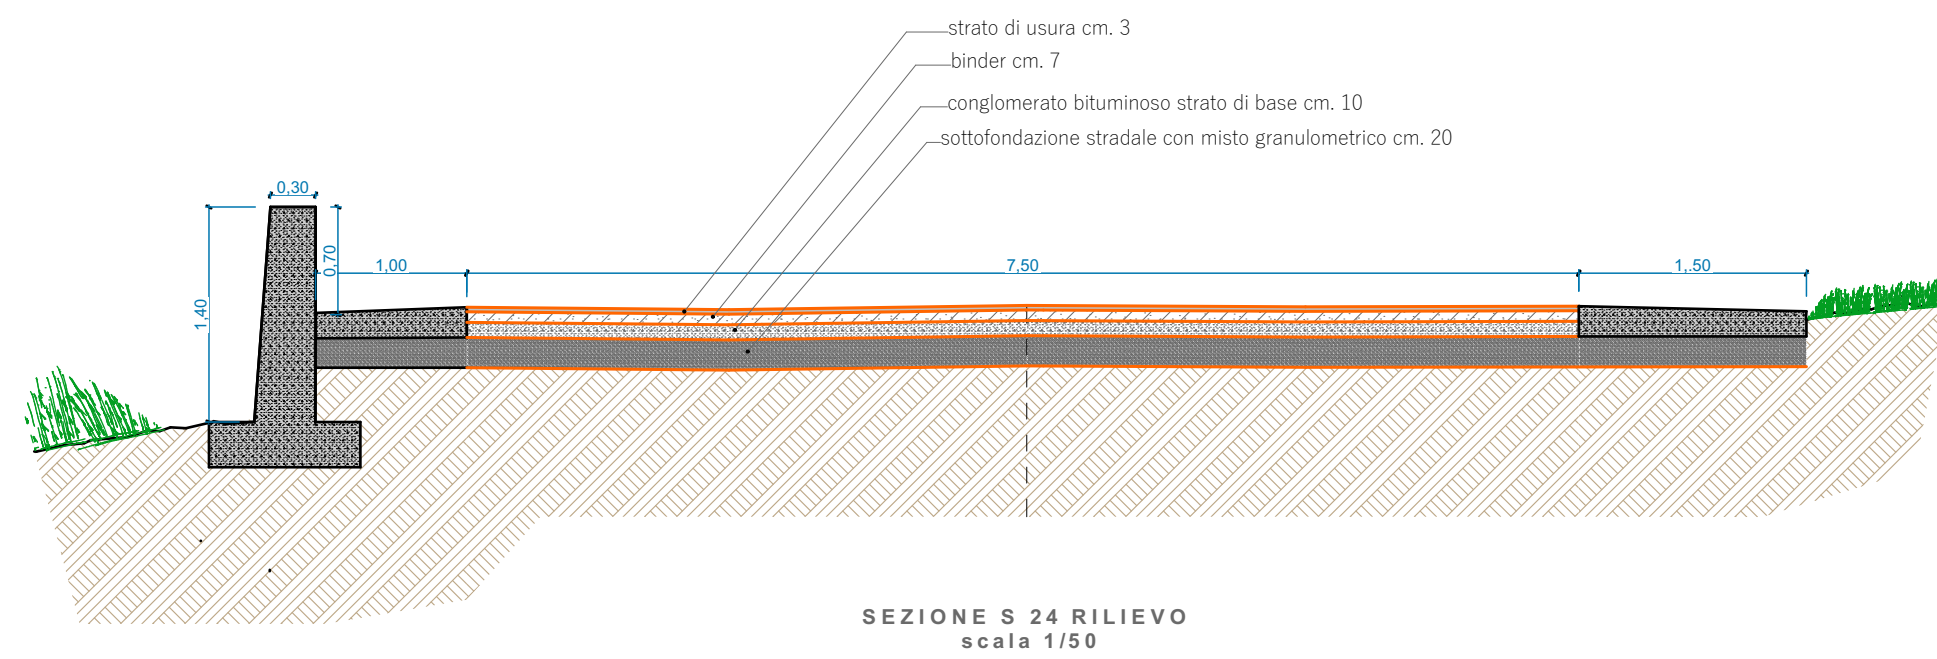 strato di usura cm. 3
binder cm. 7
conglomerato bituminoso strato di base cm. 10
sottofondazione stradale con misto granulometrico cm. 20
0,30
0,70
1,00
7,50
1,.50
1,40
SEZIONE S 24 RILIEVO
scala 1/50